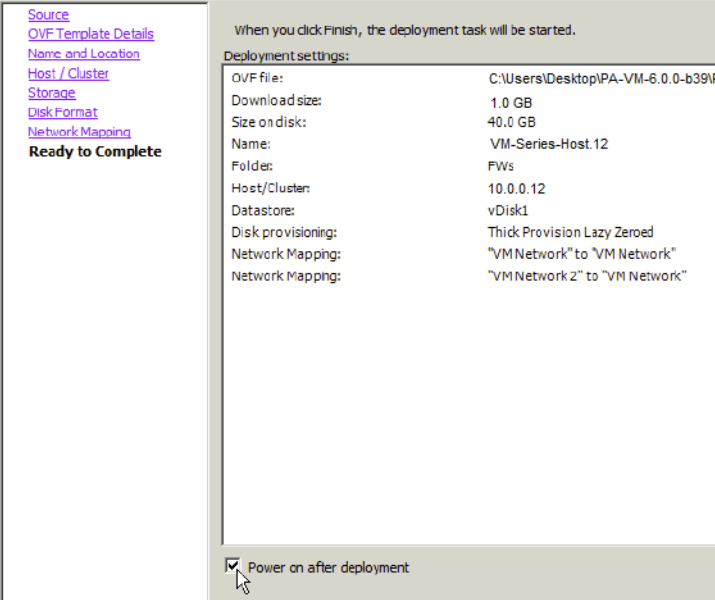 Source
OVF Template Details
Name and Location
Host / Cluster
Storage
Disk Format
Network Mapping
Ready to Complete
When you click Finish, the deployment task will be started.
Deployment settings:
OVF file: C:\Users\Desktop\PA-VM-6.0.0-b39\
Download size: 1.0 GB
Size on disk: 40.0 GB
Name: VM-Series-Host.12
Folder: FWs
Host/Cluster: 10.0.0.12
Datastore: vDisk1
Disk provisioning: Thick Provision Lazy Zeroed
Network Mapping: "VM Network" to "VM Network"
Network Mapping: "VM Network 2" to "VM Network"
Power on after deployment